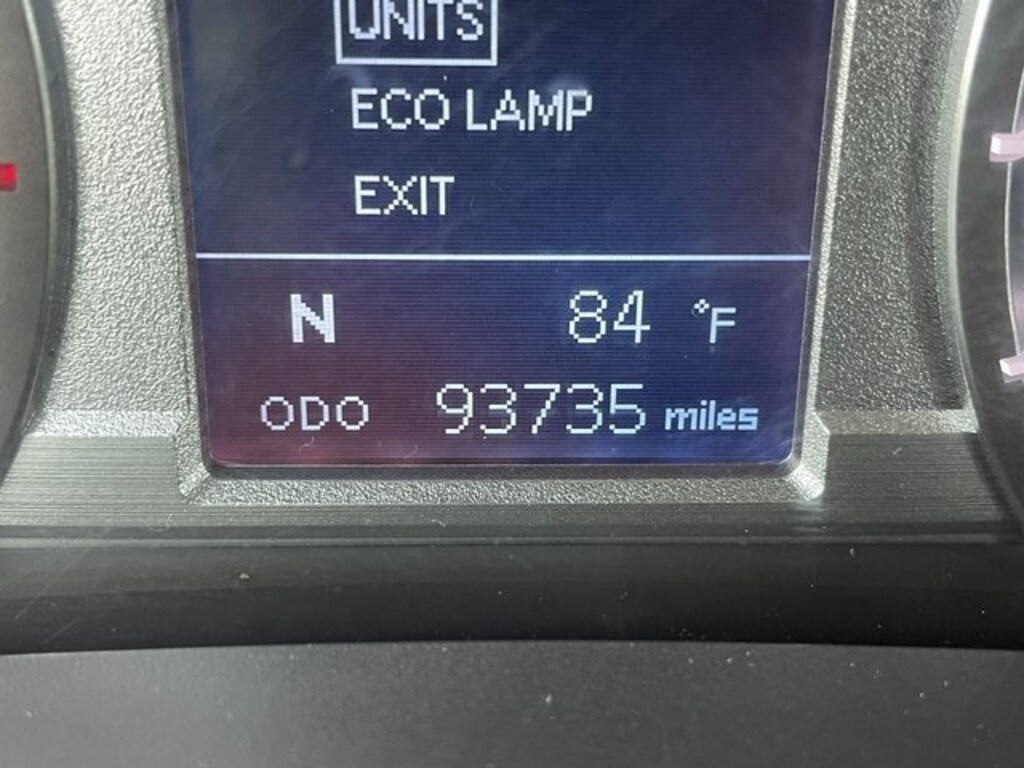 UNITS
ECO LAMP
EXIT
N 84 °F
ODO 93735 miles